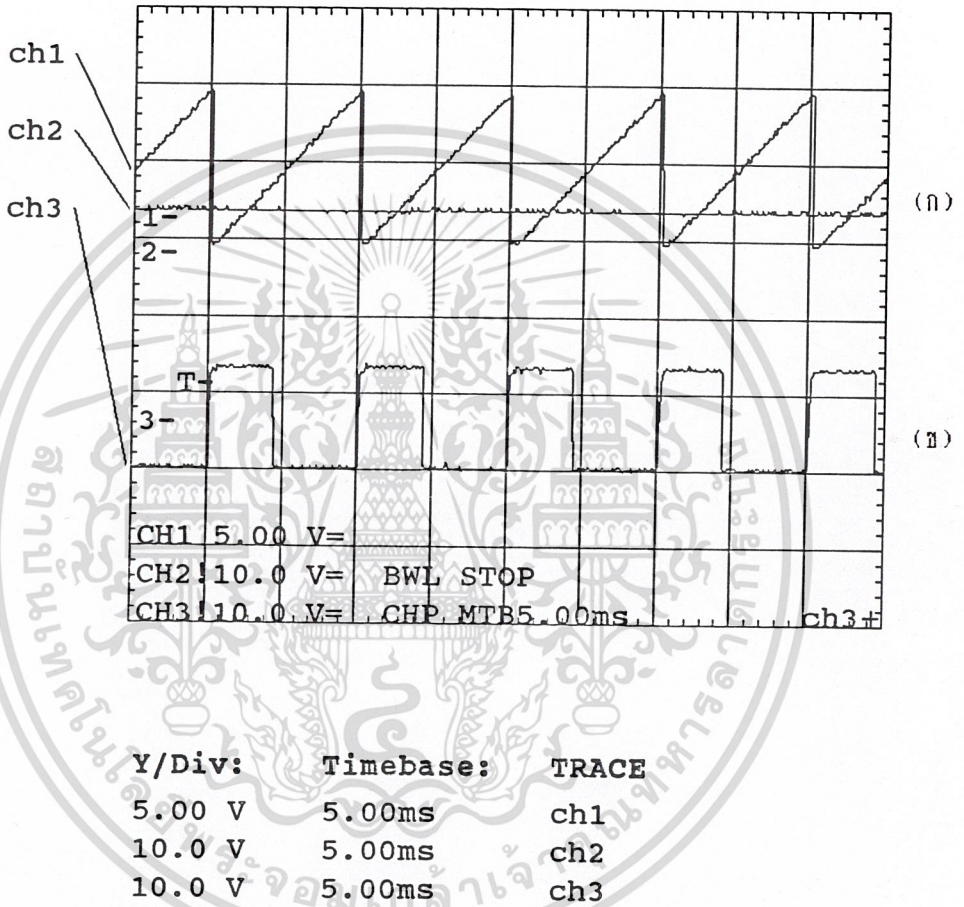 ch1
ch2
ch3
1-
2-
(ก)
T-
3-
(ข)
CH1 5.00 V=
CH2!10.0 V= BWL STOP
CH3!10.0 V= CHP MTB5.00ms ch3+
Y/Div: Timebase: TRACE
5.00 V 5.00ms ch1
10.0 V 5.00ms ch2
10.0 V 5.00ms ch3